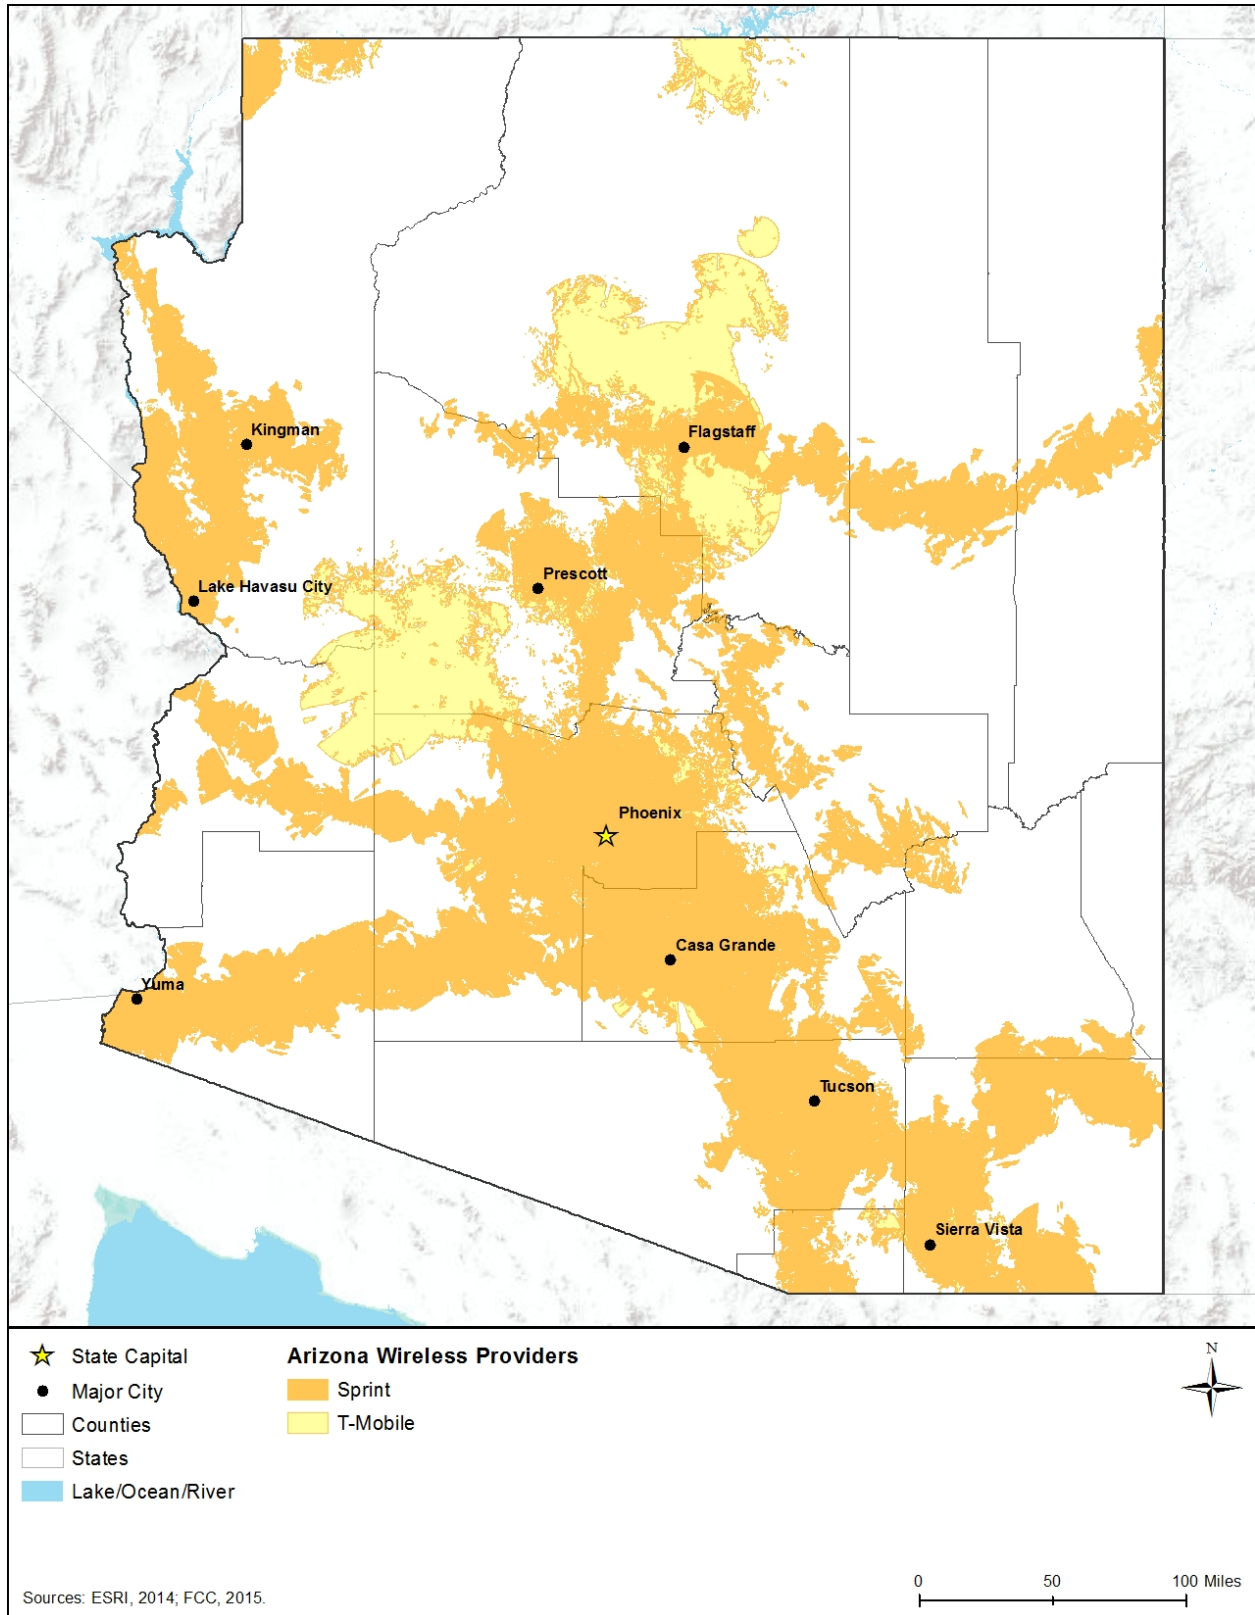 Kingman
Flagstaff
Lake Havasu City
Prescott
Phoenix
Casa Grande
Yuma
Tucson
Sierra Vista
State Capital
Major City
Counties
States
Lake/Ocean/River
Arizona Wireless Providers
Sprint
T-Mobile
N
Sources: ESRI, 2014; FCC, 2015.
0 50 100 Miles